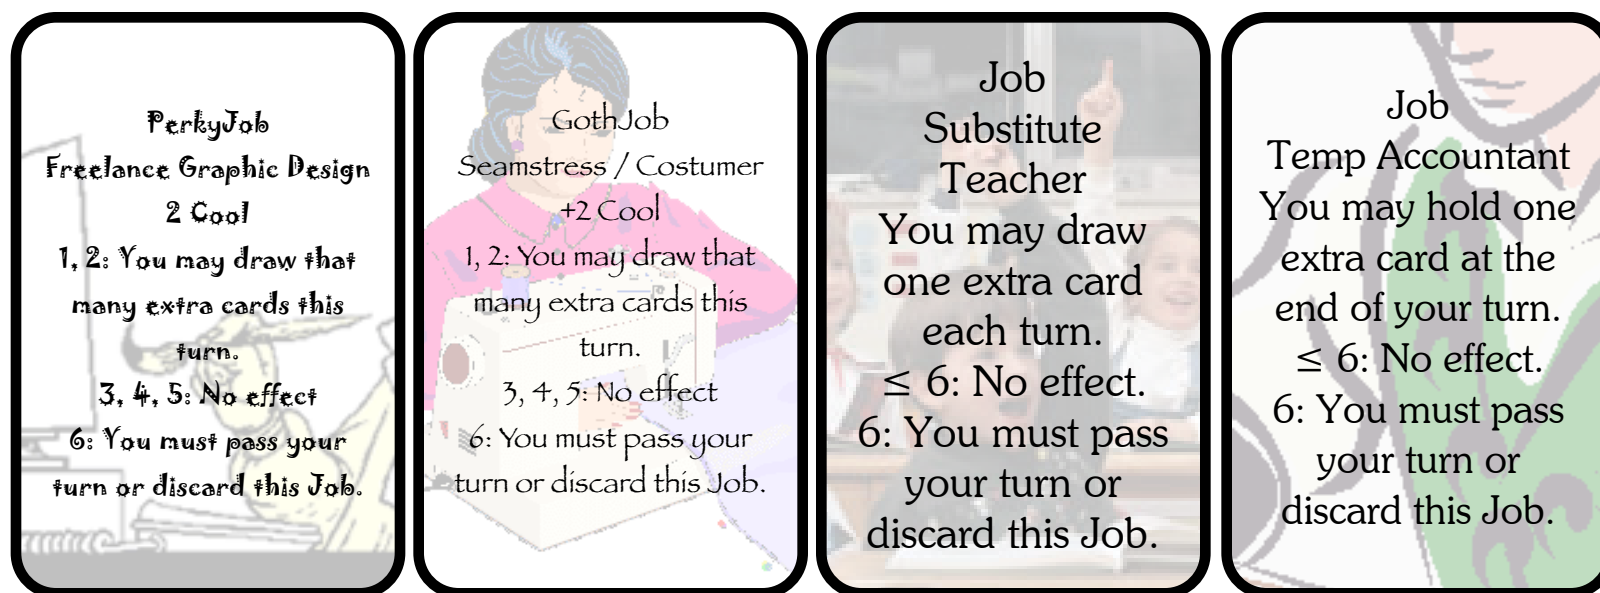 PerkyJob
Freelance Graphic Design
2 Cool
1, 2: You may draw that
many extra cards this
turn.
3, 4, 5: No effect
6: You must pass your
turn or discard this Job.
GothJob
Seamstress / Costumer
+2 Cool
1, 2: You may draw that
many extra cards this
turn.
3, 4, 5: No effect
6: You must pass your
turn or discard this Job.
Job
Substitute
Teacher
You may draw
one extra card
each turn.
≤ 6: No effect.
6: You must pass
your turn or
discard this Job.
Job
Temp Accountant
You may hold one
extra card at the
end of your turn.
≤ 6: No effect.
6: You must pass
your turn or
discard this Job.